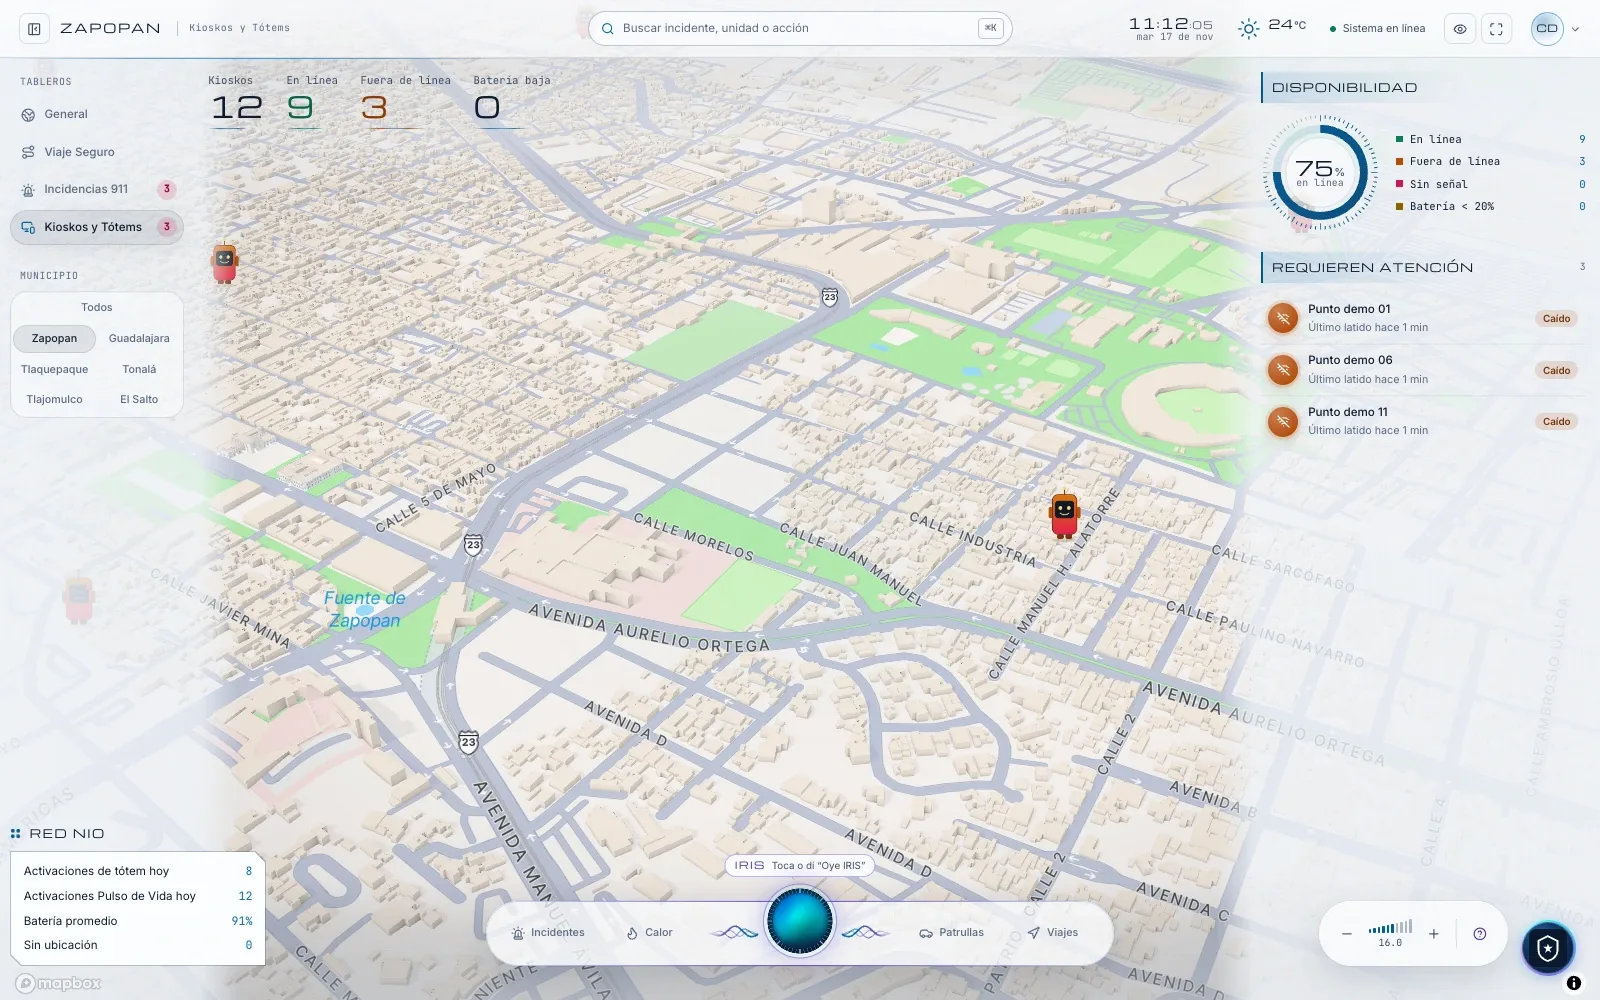 ZAPOPAN
Kioskos y Tótems
Buscar incidente, unidad o acción
⌘K
11:12:05
mar 17 de nov
24°C
Sistema en línea
CD
TABLEROS
General
Viaje Seguro
Incidencias 911 3
Kioskos y Tótems 3
MUNICIPIO
Todos
Zapopan Guadalajara
Tlaquepaque Tonalá
Tlajomulco El Salto
Kioskos En línea Fuera de línea Batería baja
12 9 3 0
DISPONIBILIDAD
75%
en línea
En línea 9
Fuera de línea 3
Sin señal 0
Batería < 20% 0
REQUIEREN ATENCIÓN 3
Punto demo 01
Último latido hace 1 min
Caído
Punto demo 06
Último latido hace 1 min
Caído
Punto demo 11
Último latido hace 1 min
Caído
23
CALLE 5 DE MAYO
23
CALLE MORELOS
CALLE JUAN MANUEL
CALLE INDUSTRIA
CALLE MANUEL H. ALATORRE
CALLE SARCÓFAGO
CALLE PAULINO NAVARRO
CALLE JAVIER MINA
Fuente de
Zapopan
AVENIDA AURELIO ORTEGA
AVENIDA AURELIO ORTEGA
CALLE AMBROSIO ULLOA
23
AVENIDA D
CALLE 2
AVENIDA B
CALLE 4
AVENIDA D
CALLE 2
AVENIDA C
AVENIDA D
RED NIO
Activaciones de tótem hoy 8
Activaciones Pulso de Vida hoy 12
Batería promedio 91%
Sin ubicación 0
mapbox
IRIS Toca o di "Oye IRIS"
Incidentes
Calor
Patrullas
Viajes
16.0